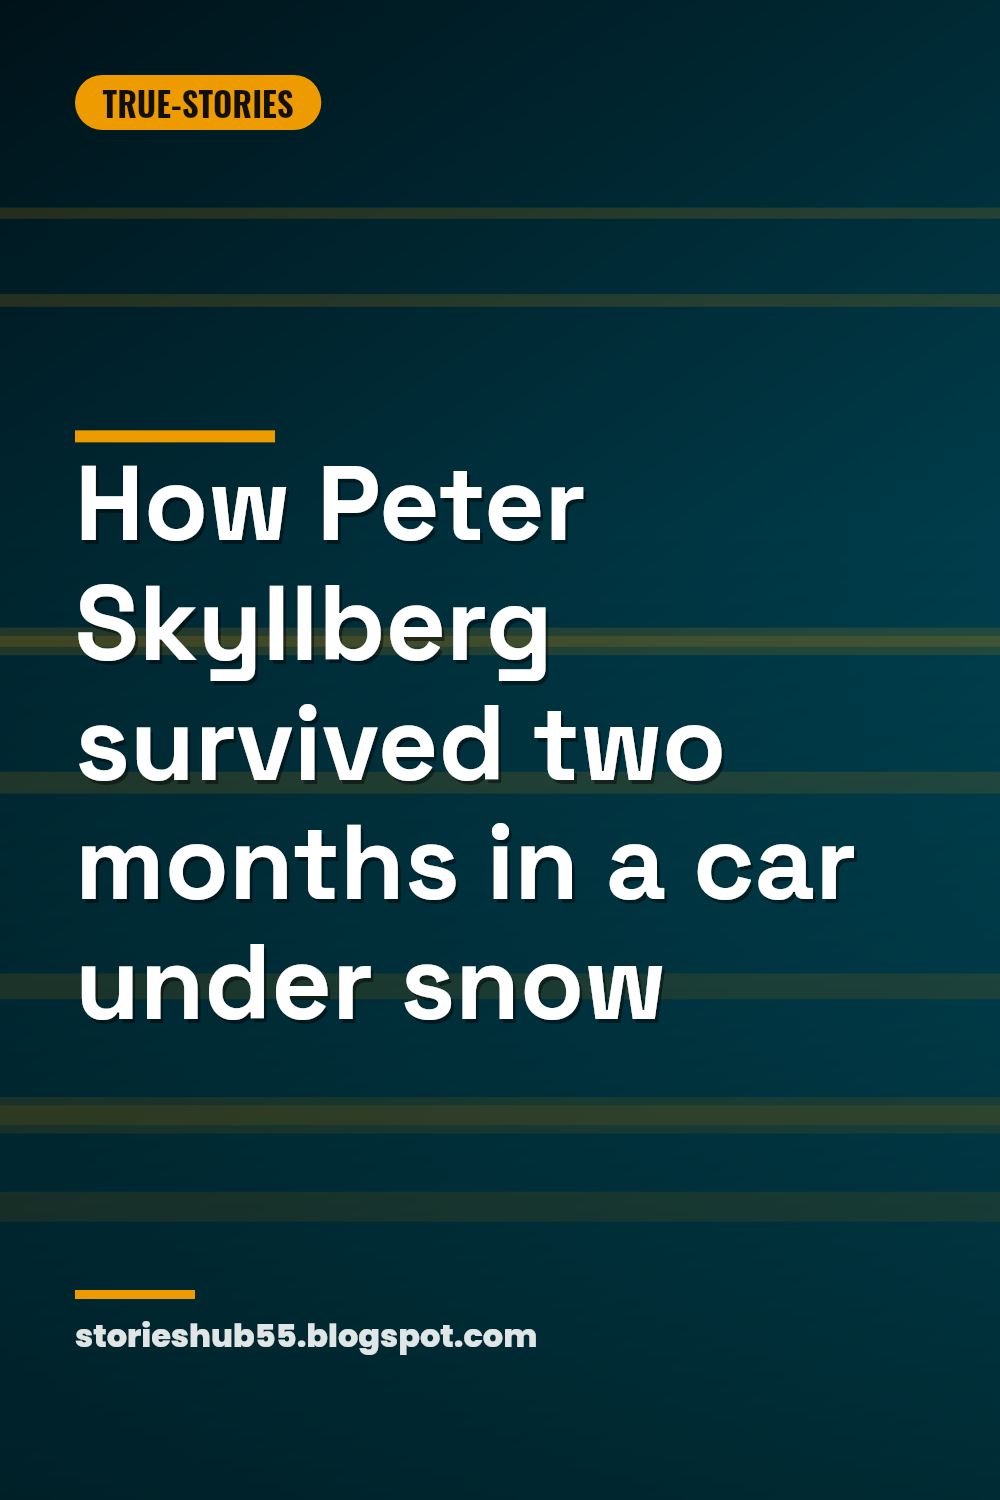 TRUE-STORIES
How Peter
Skyllberg
survived two
months in a car
under snow
storieshub55.blogspot.com